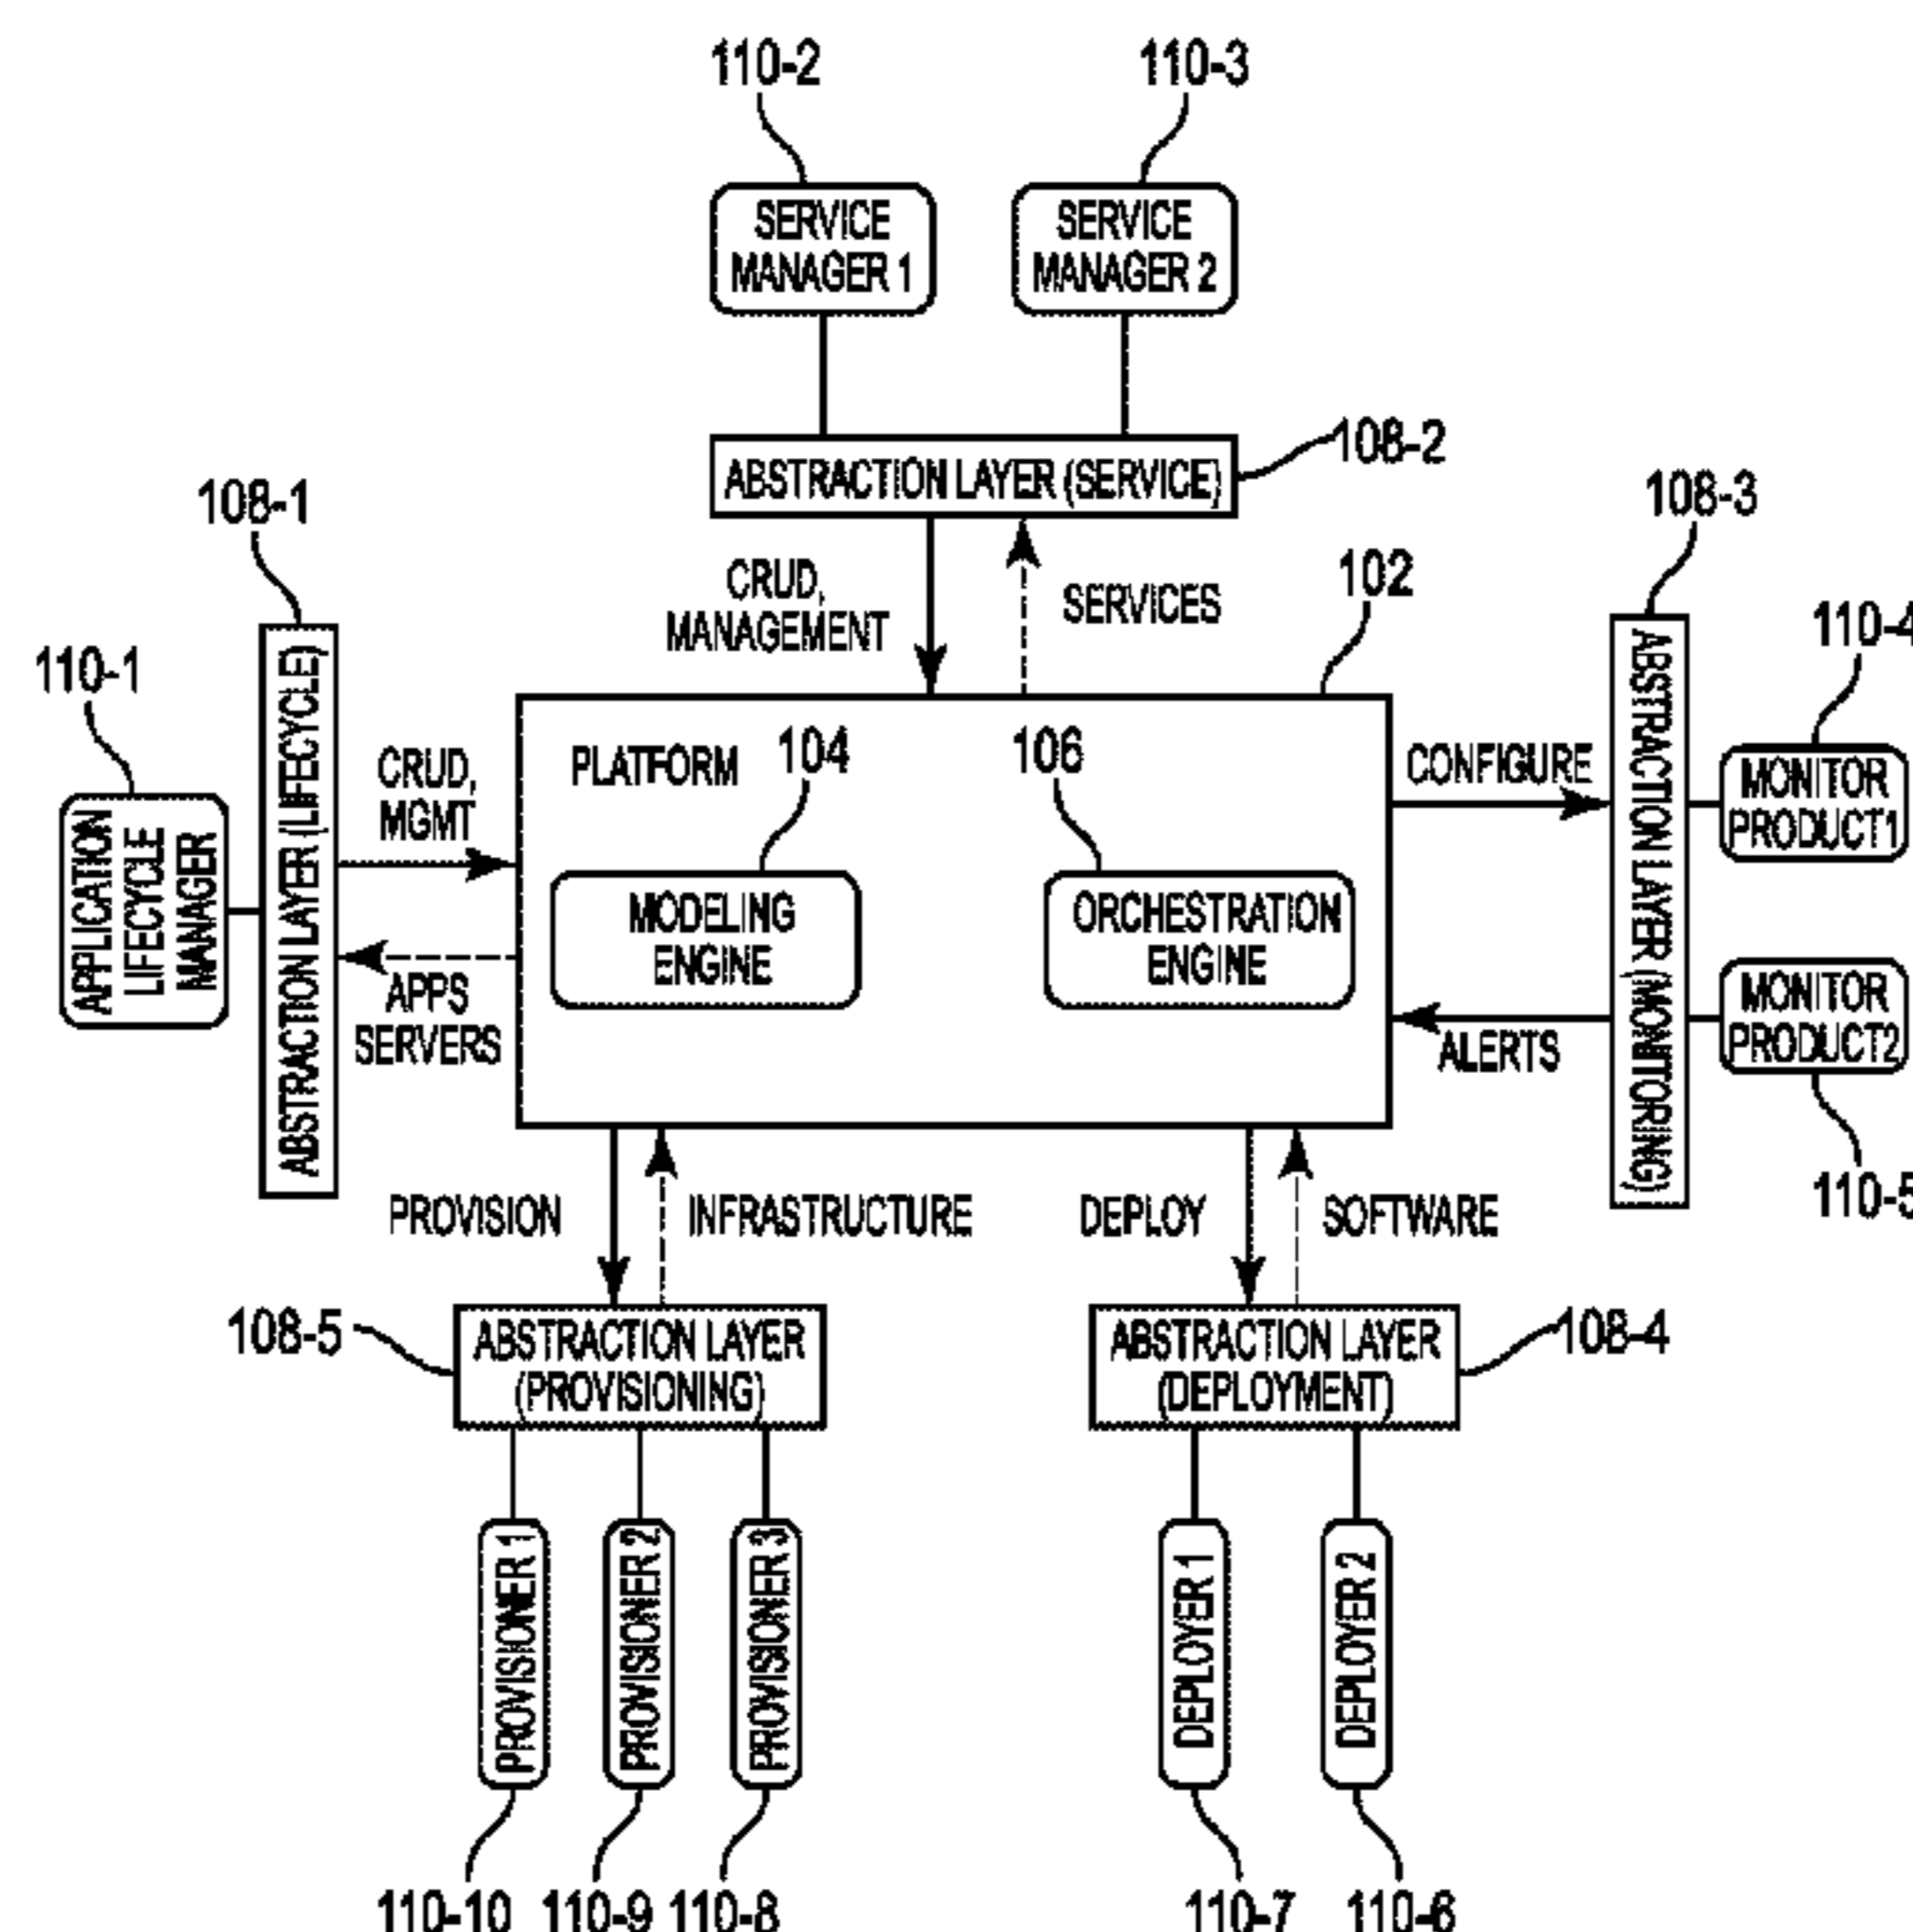 110-2
110-3
SERVICE
MANAGER 1
SERVICE
MANAGER 2
ABSTRACTION LAYER (SERVICE)
108-2
108-1
108-3
CRUD,
MANAGEMENT
SERVICES
102
110-4
110-1
APPLICATION
LIFECYCLE
MANAGER
ABSTRACTION LAYER (LIFECYCLE)
CRUD,
MGMT
APPS
SERVERS
PLATFORM
104
106
MODELING
ENGINE
ORCHESTRATION
ENGINE
CONFIGURE
ALERTS
ABSTRACTION LAYER (MONITORING)
MONITOR
PRODUCT1
MONITOR
PRODUCT2
110-5
PROVISION
INFRASTRUCTURE
DEPLOY
SOFTWARE
108-5
ABSTRACTION LAYER
(PROVISIONING)
ABSTRACTION LAYER
(DEPLOYMENT)
108-4
PROVISIONER 1
PROVISIONER 2
PROVISIONER 3
DEPLOYER 1
DEPLOYER 2
110-10
110-9
110-8
110-7
110-6